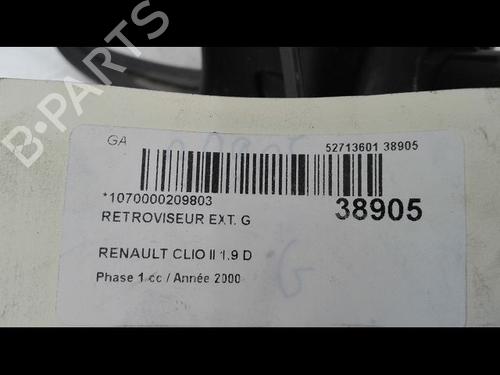 B-PARTS
GA
52713601 38905
*1070000209803
RETROVISEUR EXT. G
38905
RENAULT CLIO II 1.9 D
Phase 1 cc / Année 2000
G